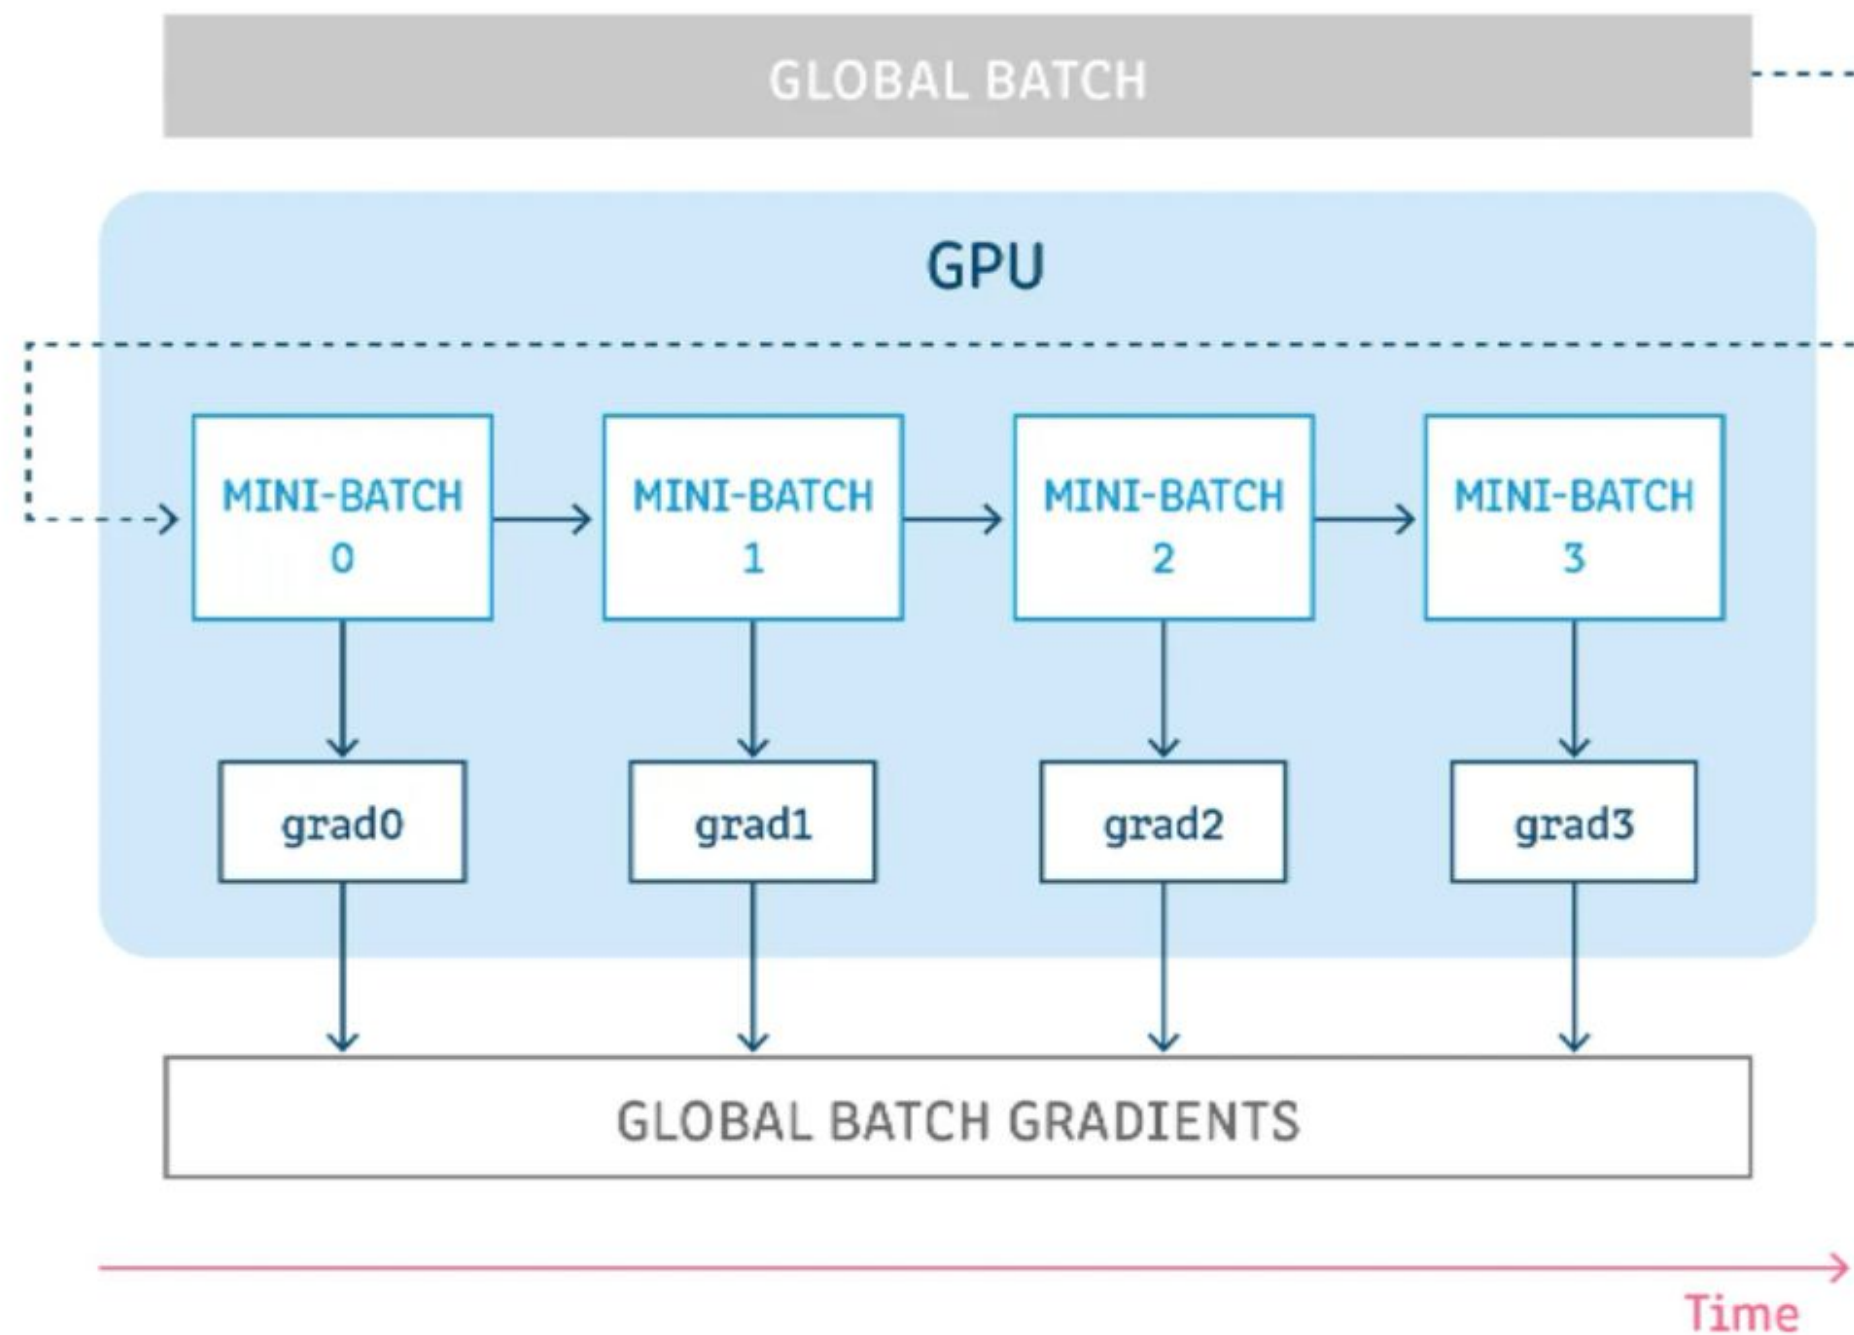 GLOBAL BATCH
GPU
MINI-BATCH
0
MINI-BATCH
1
MINI-BATCH
2
MINI-BATCH
3
grad0
grad1
grad2
grad3
GLOBAL BATCH GRADIENTS
Time